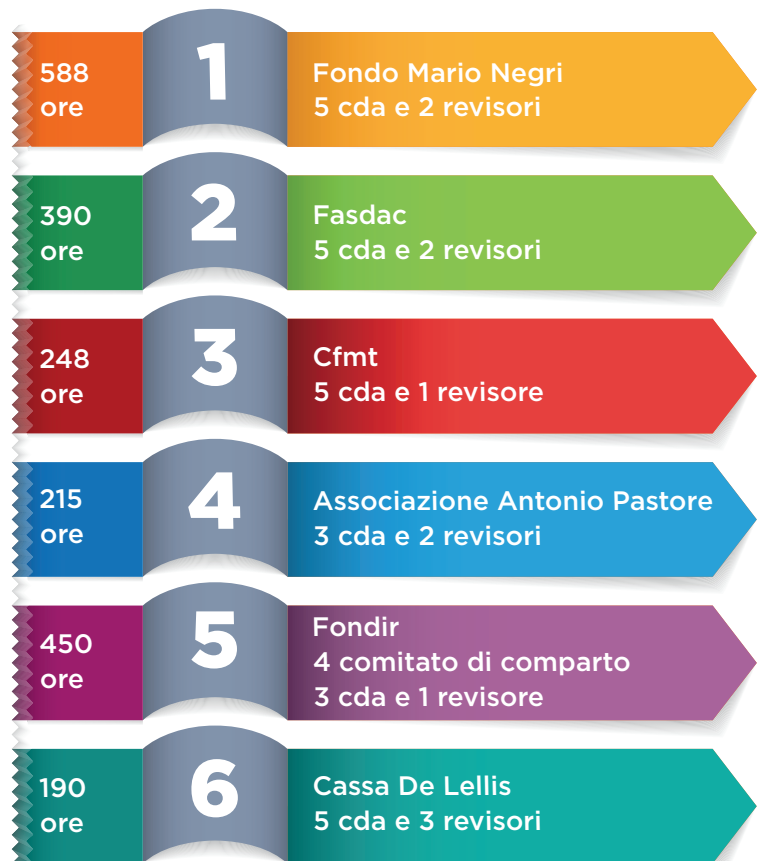 588
ore
1
Fondo Mario Negri
5 cda e 2 revisori
390
ore
2
Fasdac
5 cda e 2 revisori
248
ore
3
Cfmt
5 cda e 1 revisore
215
ore
4
Associazione Antonio Pastore
3 cda e 2 revisori
450
ore
5
Fondir
4 comitato di comparto
3 cda e 1 revisore
190
ore
6
Cassa De Lellis
5 cda e 3 revisori